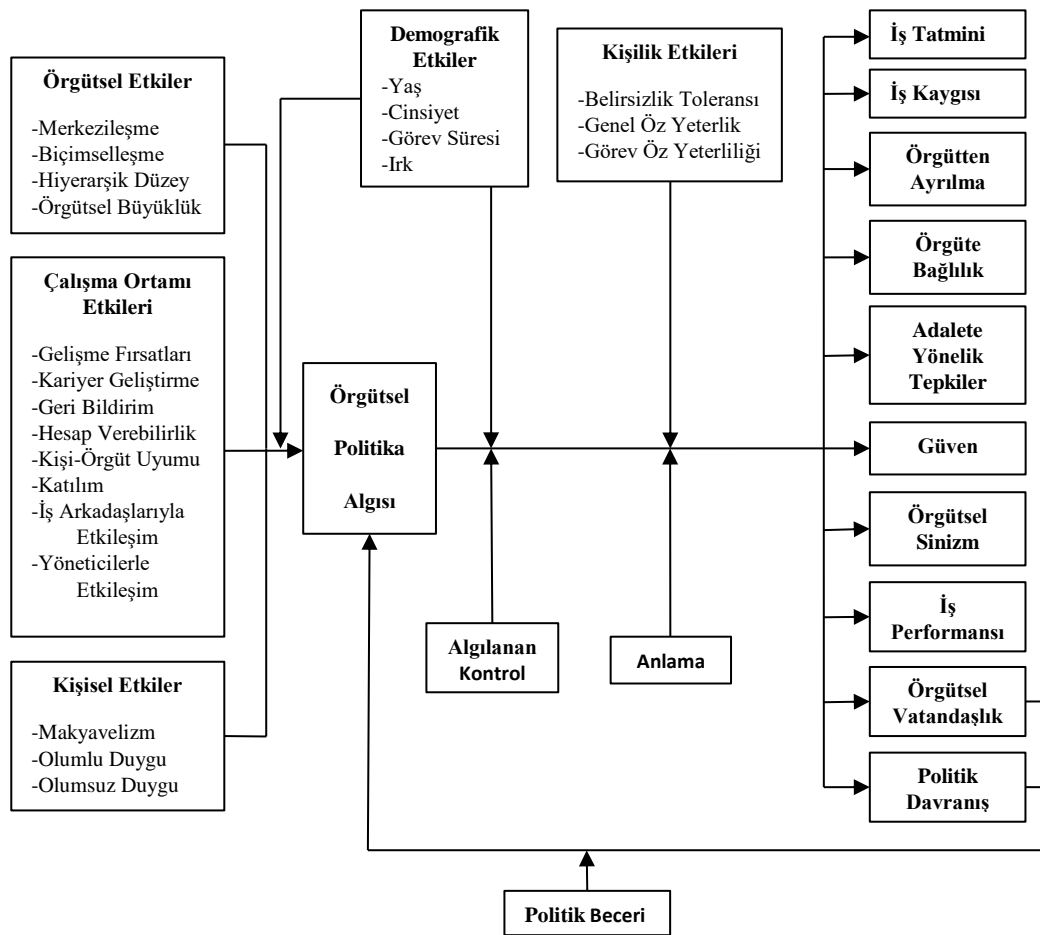 Örgütsel Etkiler
-Merkezileşme
-Biçimselleşme
-Hiyerarşik Düzey
-Örgütsel Büyüklük
Çalışma Ortamı
Etkileri
-Gelişme Fırsatları
-Kariyer Geliştirme
-Geri Bildirim
-Hesap Verebilirlik
-Kişi-Örgüt Uyumu
-Katılım
-İş Arkadaşlarıyla
Etkileşim
-Yöneticilerle
Etkileşim
Kişisel Etkiler
-Makyavelizm
-Olumlu Duygu
-Olumsuz Duygu
Demografik
Etkiler
-Yaş
-Cinsiyet
-Görev Süresi
-Irk
Kişilik Etkileri
-Belirsizlik Toleransı
-Genel Öz Yeterlik
-Görev Öz Yeterliliği
Örgütsel
Politika
Algısı
Algılanan
Kontrol
Anlama
Politik Beceri
İş Tatmini
İş Kaygısı
Örgütten
Ayrılma
Örgüte
Bağlılık
Adalete
Yönelik
Tepkiler
Güven
Örgütsel
Sinizm
İş
Performansı
Örgütsel
Vatandaşlık
Politik
Davranış